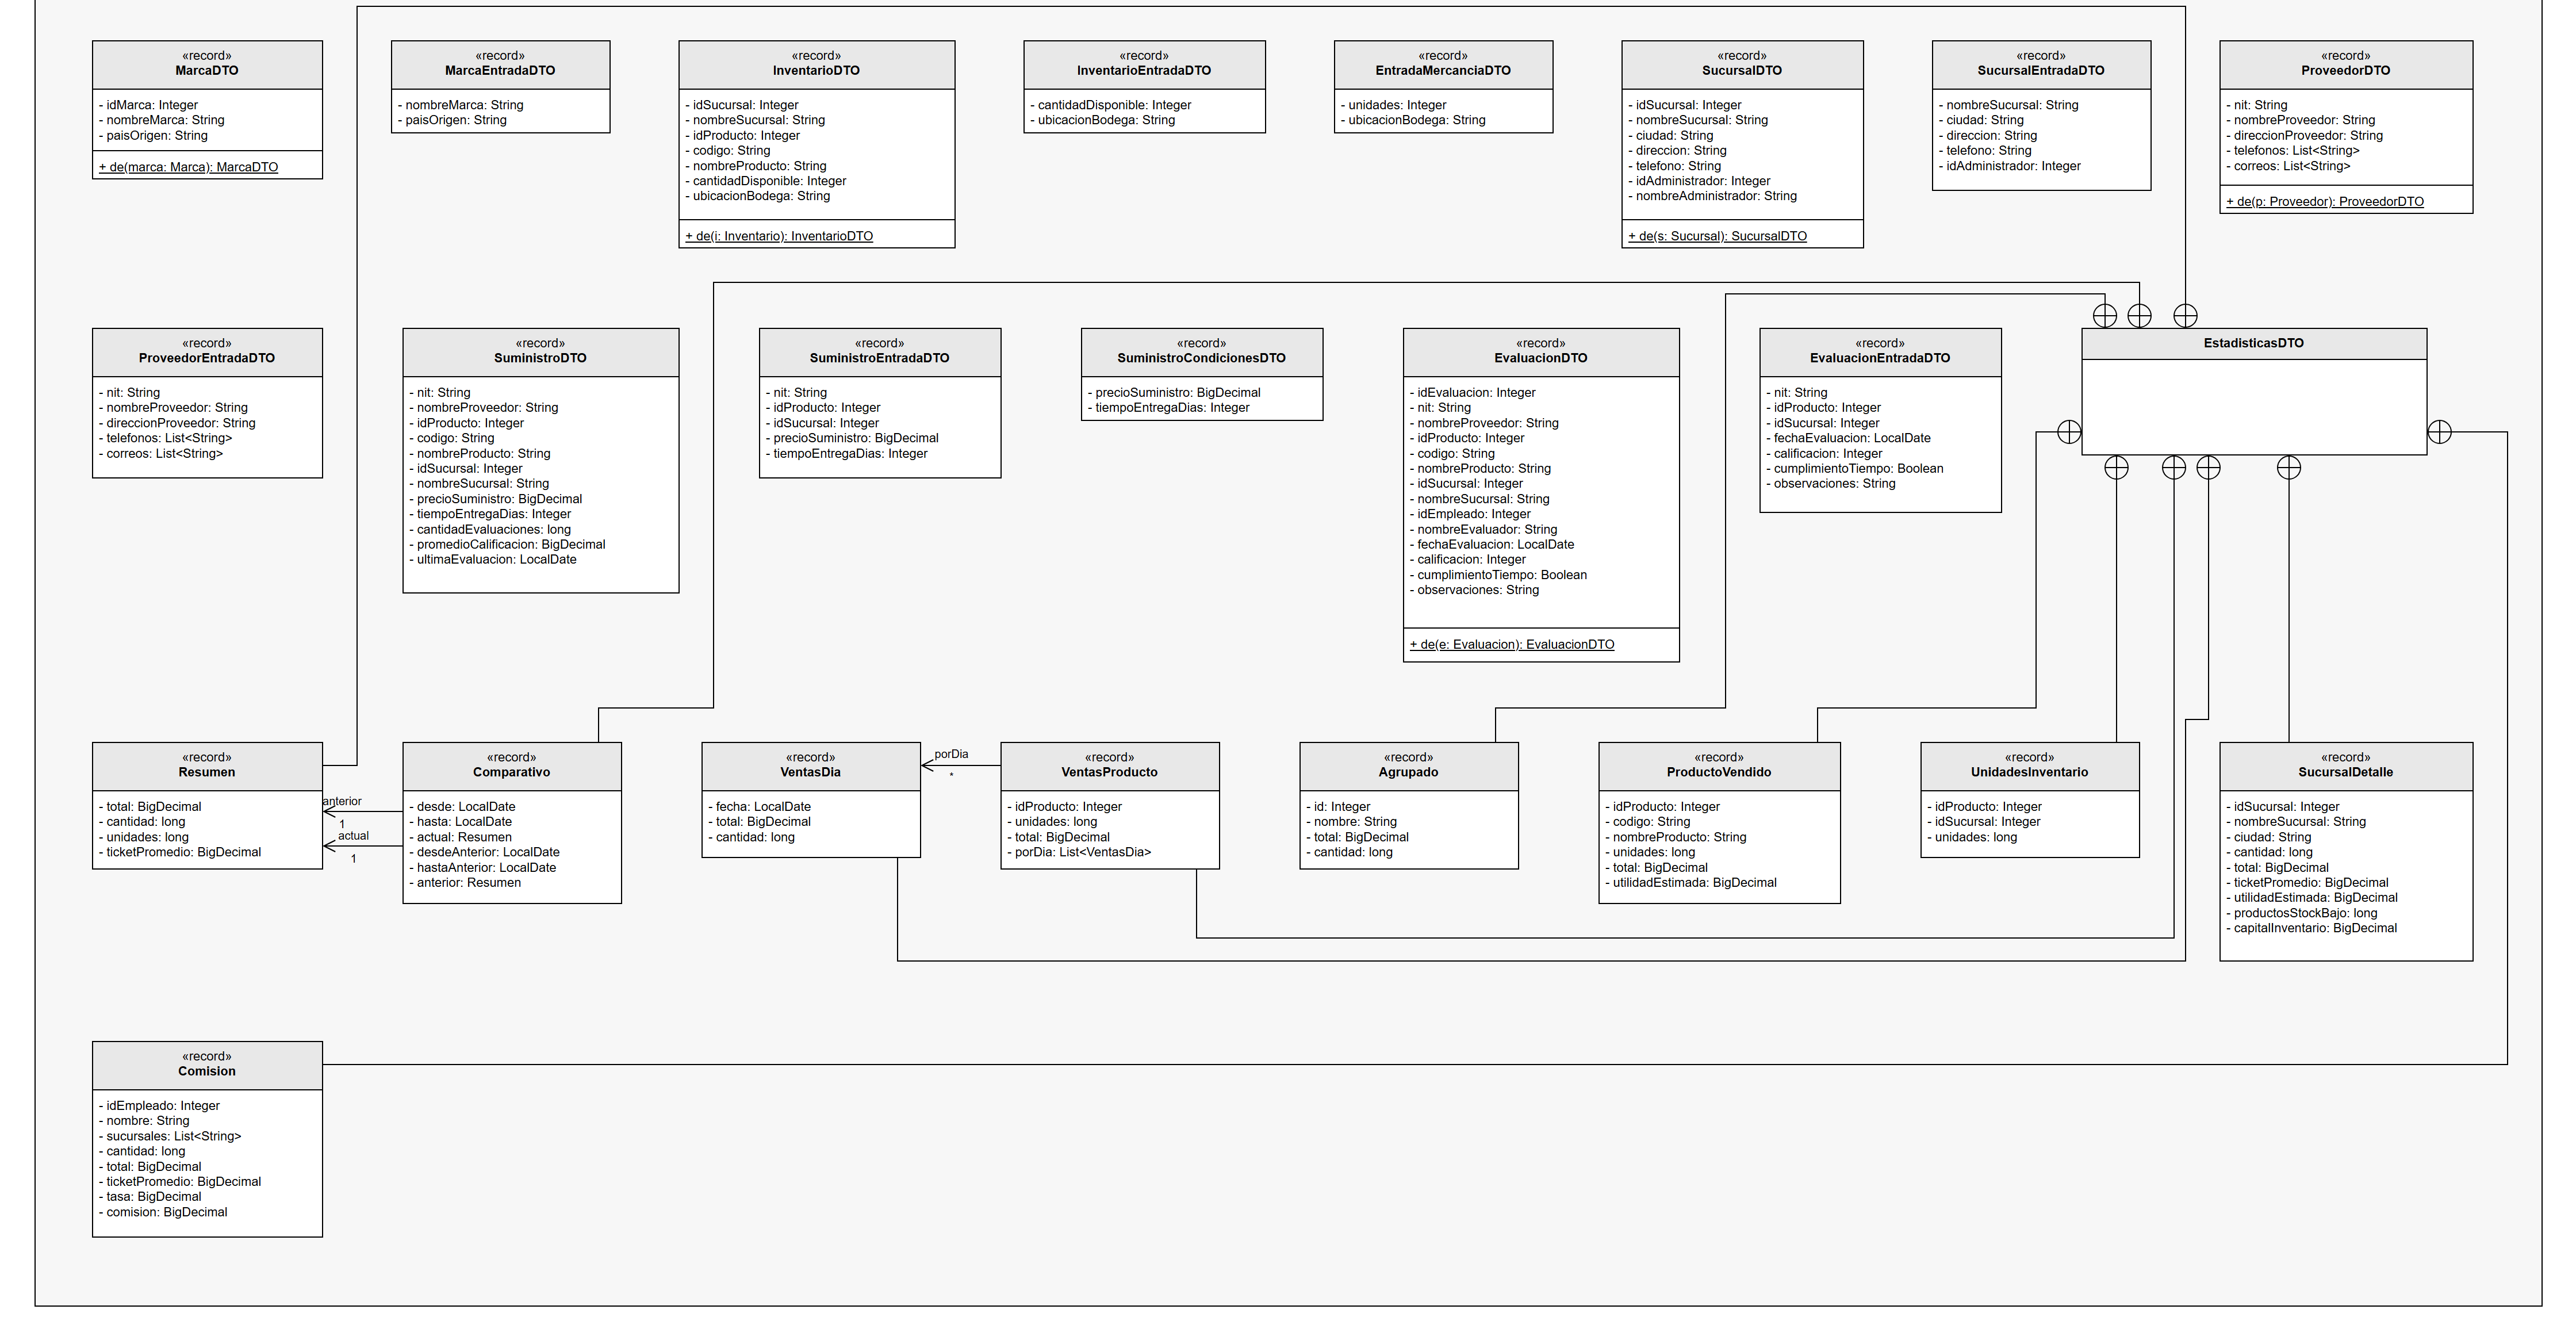 «record»
MarcaDTO
- idMarca: Integer
- nombreMarca: String
- paisOrigen: String
+ de(marca: Marca): MarcaDTO
«record»
MarcaEntradaDTO
- nombreMarca: String
- paisOrigen: String
«record»
InventarioDTO
- idSucursal: Integer
- nombreSucursal: String
- idProducto: Integer
- codigo: String
- nombreProducto: String
- cantidadDisponible: Integer
- ubicacionBodega: String
+ de(i: Inventario): InventarioDTO
«record»
InventarioEntradaDTO
- cantidadDisponible: Integer
- ubicacionBodega: String
«record»
EntradaMercanciaDTO
- unidades: Integer
- ubicacionBodega: String
«record»
SucursalDTO
- idSucursal: Integer
- nombreSucursal: String
- ciudad: String
- direccion: String
- telefono: String
- idAdministrador: Integer
- nombreAdministrador: String
+ de(s: Sucursal): SucursalDTO
«record»
SucursalEntradaDTO
- nombreSucursal: String
- ciudad: String
- direccion: String
- telefono: String
- idAdministrador: Integer
«record»
ProveedorDTO
- nit: String
- nombreProveedor: String
- direccionProveedor: String
- telefonos: List<String>
- correos: List<String>
+ de(p: Proveedor): ProveedorDTO
«record»
ProveedorEntradaDTO
- nit: String
- nombreProveedor: String
- direccionProveedor: String
- telefonos: List<String>
- correos: List<String>
«record»
SuministroDTO
- nit: String
- nombreProveedor: String
- idProducto: Integer
- codigo: String
- nombreProducto: String
- idSucursal: Integer
- nombreSucursal: String
- precioSuministro: BigDecimal
- tiempoEntregaDias: Integer
- cantidadEvaluaciones: long
- promedioCalificacion: BigDecimal
- ultimaEvaluacion: LocalDate
«record»
SuministroEntradaDTO
- nit: String
- idProducto: Integer
- idSucursal: Integer
- precioSuministro: BigDecimal
- tiempoEntregaDias: Integer
«record»
SuministroCondicionesDTO
- precioSuministro: BigDecimal
- tiempoEntregaDias: Integer
«record»
EvaluacionDTO
- idEvaluacion: Integer
- nit: String
- nombreProveedor: String
- idProducto: Integer
- codigo: String
- nombreProducto: String
- idSucursal: Integer
- nombreSucursal: String
- idEmpleado: Integer
- nombreEvaluador: String
- fechaEvaluacion: LocalDate
- calificacion: Integer
- cumplimientoTiempo: Boolean
- observaciones: String
+ de(e: Evaluacion): EvaluacionDTO
«record»
EvaluacionEntradaDTO
- nit: String
- idProducto: Integer
- idSucursal: Integer
- fechaEvaluacion: LocalDate
- calificacion: Integer
- cumplimientoTiempo: Boolean
- observaciones: String
EstadisticasDTO
«record»
Resumen
- total: BigDecimal
- cantidad: long
- unidades: long
- ticketPromedio: BigDecimal
anterior
1
actual
1
«record»
Comparativo
- desde: LocalDate
- hasta: LocalDate
- actual: Resumen
- desdeAnterior: LocalDate
- hastaAnterior: LocalDate
- anterior: Resumen
«record»
VentasDia
- fecha: LocalDate
- total: BigDecimal
- cantidad: long
porDia
*
«record»
VentasProducto
- idProducto: Integer
- unidades: long
- total: BigDecimal
- porDia: List<VentasDia>
«record»
Agrupado
- id: Integer
- nombre: String
- total: BigDecimal
- cantidad: long
«record»
ProductoVendido
- idProducto: Integer
- codigo: String
- nombreProducto: String
- unidades: long
- total: BigDecimal
- utilidadEstimada: BigDecimal
«record»
UnidadesInventario
- idProducto: Integer
- idSucursal: Integer
- unidades: long
«record»
SucursalDetalle
- idSucursal: Integer
- nombreSucursal: String
- ciudad: String
- cantidad: long
- total: BigDecimal
- ticketPromedio: BigDecimal
- utilidadEstimada: BigDecimal
- productosStockBajo: long
- capitalInventario: BigDecimal
«record»
Comision
- idEmpleado: Integer
- nombre: String
- sucursales: List<String>
- cantidad: long
- total: BigDecimal
- ticketPromedio: BigDecimal
- tasa: BigDecimal
- comision: BigDecimal